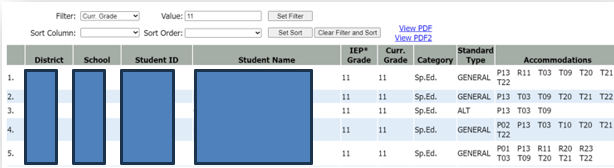 Filter: Curr. Grade Value: 11 Set Filter
Sort Column: Sort Order: Set Sort Clear Filter and Sort
View PDF
View PDF2
District School Student ID Student Name IEP* Grade Curr. Grade Category Standard Type Accommodations
1. 11 11 Sp.Ed. GENERAL P13 R11 T03 T09 T20 T21
T22
2. 11 11 Sp.Ed. GENERAL P13 T03 T09 T20 T21 T22
3. 11 11 Sp.Ed. ALT P13 T03 T09
4. 11 11 Sp.Ed. GENERAL P02 P13 T03 T10 T20 T21
T22
5. 11 11 Sp.Ed. GENERAL P01 P13 R11 R20 R23
T03 T09 T20 T21 T22